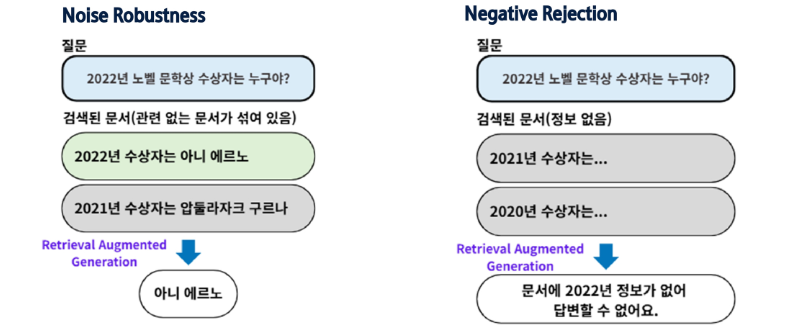 Noise Robustness
질문
2022년 노벨 문학상 수상자는 누구야?
검색된 문서(관련 없는 문서가 섞여 있음)
2022년 수상자는 아니 에르노
2021년 수상자는 압둘라자크 구르나
Retrieval Augmented
Generation
아니 에르노
Negative Rejection
질문
2022년 노벨 문학상 수상자는 누구야?
검색된 문서(정보 없음)
2021년 수상자는...
2020년 수상자는...
Retrieval Augmented
Generation
문서에 2022년 정보가 없어
답변할 수 없어요.